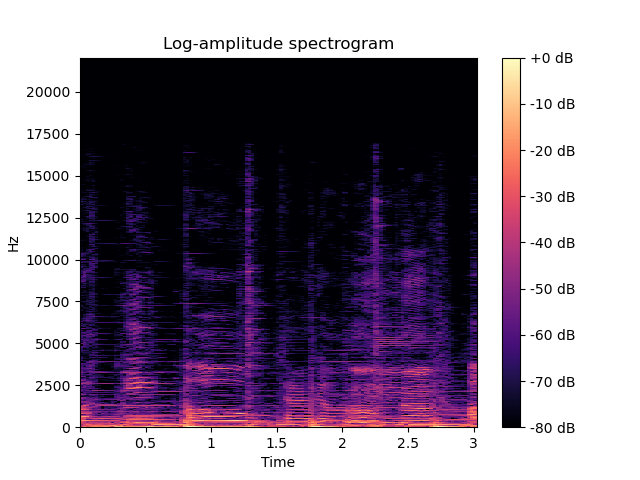 Log-amplitude spectrogram
Hz
20000
17500
15000
12500
10000
7500
5000
2500
0
0 0.5 1 1.5 2 2.5 3
Time
+0 dB
-10 dB
-20 dB
-30 dB
-40 dB
-50 dB
-60 dB
-70 dB
-80 dB